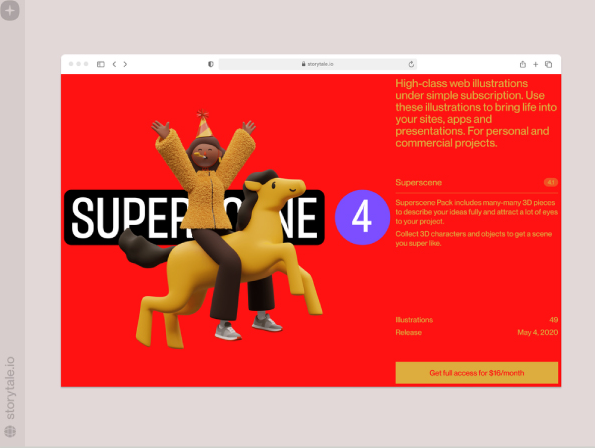 storytale.io
High-class web illustrations
under simple subscription. Use
these illustrations to bring life into
your sites, apps and
presentations. For personal and
commercial projects.
Superscene
Superscene Pack includes many-many 3D pieces
to describe your ideas fully and attract a lot of eyes
to your project.
Collect 3D characters and objects to get a scene
you super like.
SUPER CNE 4
Illustrations 49
Release May 4, 2020
Get full access for $16/month
storytale.io